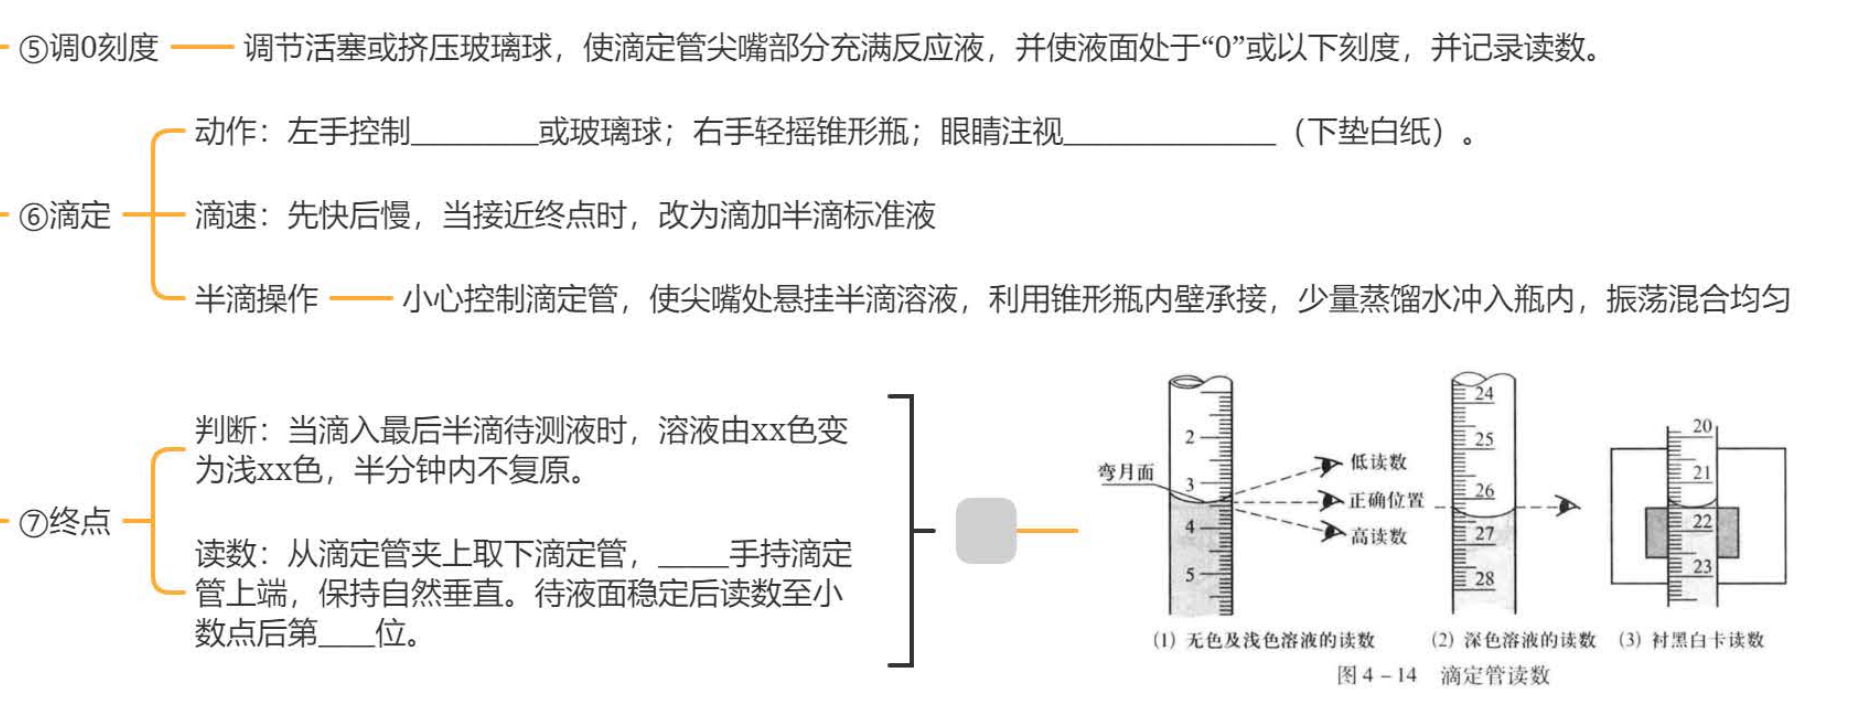 ⑤调0刻度
调节活塞或挤压玻璃球，使滴定管尖嘴部分充满反应液，并使液面处于“0”或以下刻度，并记录读数。
⑥滴定
动作：左手控制_________或玻璃球；右手轻摇锥形瓶；眼睛注视_______________（下垫白纸）。
滴速：先快后慢，当接近终点时，改为滴加半滴标准液
半滴操作
小心控制滴定管，使尖嘴处悬挂半滴溶液，利用锥形瓶内壁承接，少量蒸馏水冲入瓶内，振荡混合均匀
⑦终点
判断：当滴入最后半滴待测液时，溶液由xx色变
为浅xx色，半分钟内不复原。
读数：从滴定管夹上取下滴定管，_____手持滴定
管上端，保持自然垂直。待液面稳定后读数至小
数点后第____位。
弯月面
2
3
4
5
低读数
正确位置
高读数
24
25
26
27
28
20
21
22
23
(1) 无色及浅色溶液的读数
(2) 深色溶液的读数
(3) 衬黑白卡读数
图4-14 滴定管读数